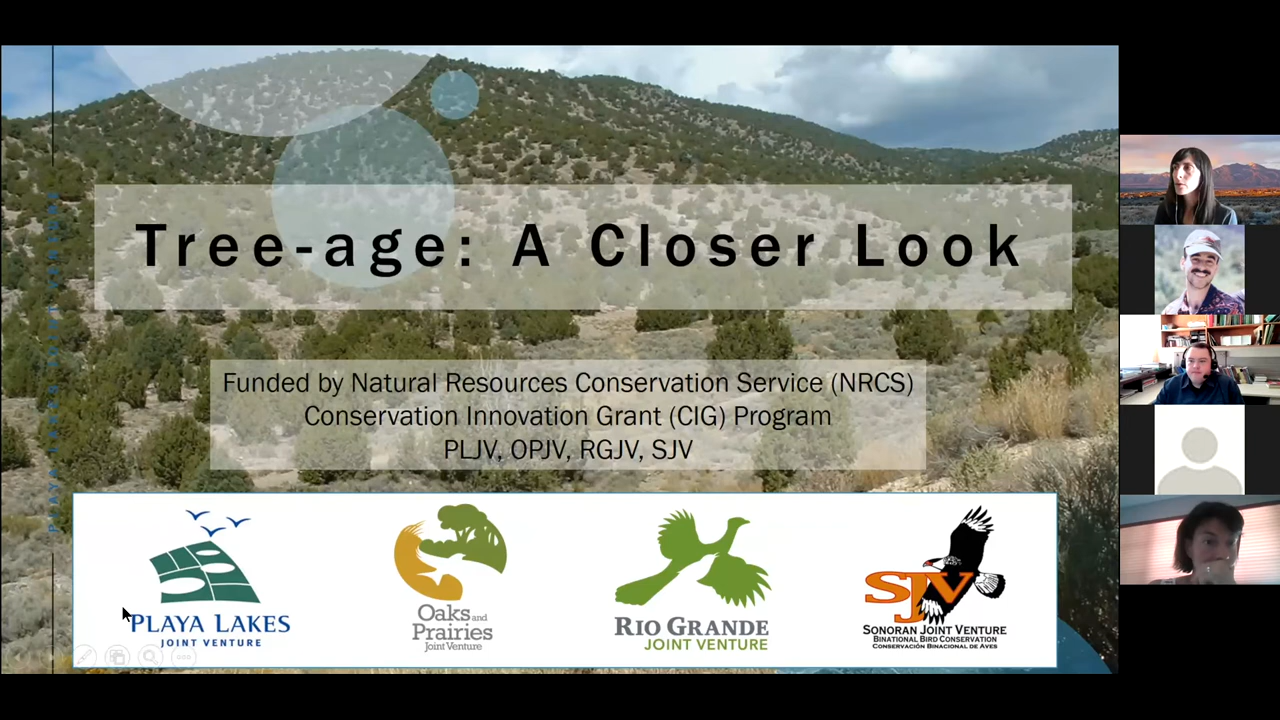 Tree-age: A Closer Look
Funded by Natural Resources Conservation Service (NRCS)
Conservation Innovation Grant (CIG) Program
PLJV, OPJV, RGJV, SJV
PLAYA LAKES
JOINT VENTURE
Oaks and
Prairies
Joint Venture
RIO GRANDE
JOINT VENTURE
SJV
SONORAN JOINT VENTURE
BINATIONAL BIRD CONSERVATION
CONSERVACIÓN BINACIONAL DE AVES